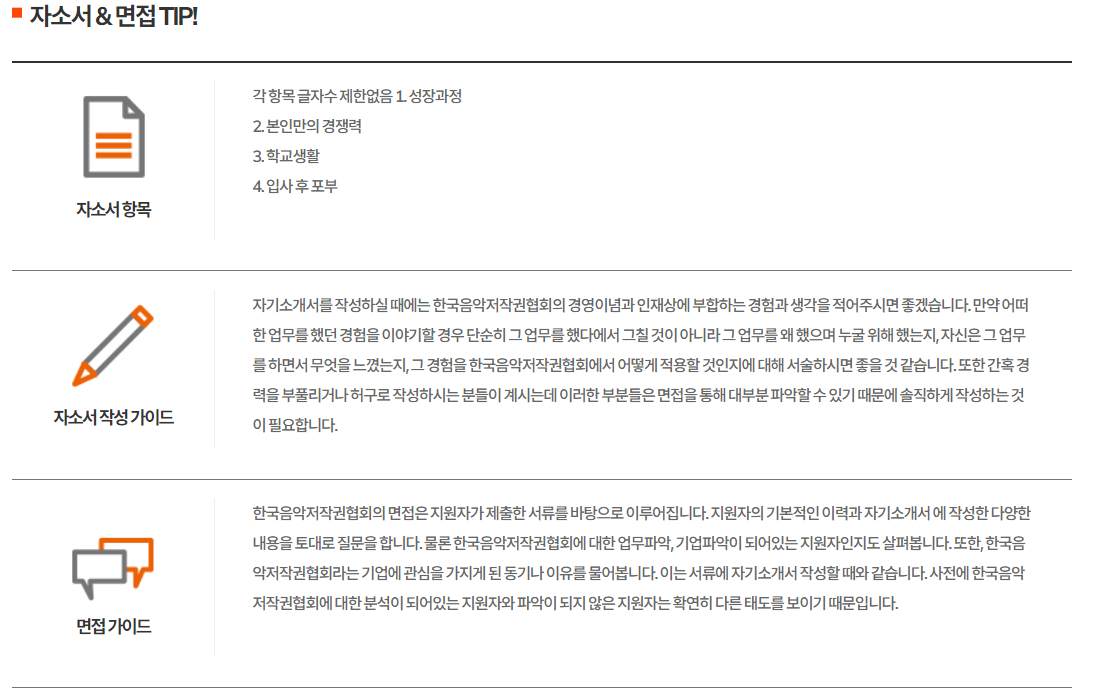 자소서 & 면접 TIP!
각 항목 글자수 제한없음 1. 성장과정
2. 본인만의 경쟁력
3. 학교생활
4. 입사 후 포부
자소서 항목
자기소개서를 작성하실 때에는 한국음악저작권협회의 경영이념과 인재상에 부합하는 경험과 생각을 적어주시면 좋겠습니다. 만약 어떠
한 업무를 했던 경험을 이야기할 경우 단순히 그 업무를 했다에서 그칠 것이 아니라 그 업무를 왜 했으며 누굴 위해 했는지, 자신은 그 업무
를 하면서 무엇을 느꼈는지, 그 경험을 한국음악저작권협회에서 어떻게 적용할 것인지에 대해 서술하시면 좋을 것 같습니다. 또한 간혹 경
력을 부풀리거나 허구로 작성하시는 분들이 계시는데 이러한 부분들은 면접을 통해 대부분 파악할 수 있기 때문에 솔직하게 작성하는 것
이 필요합니다.
자소서 작성 가이드
한국음악저작권협회의 면접은 지원자가 제출한 서류를 바탕으로 이루어집니다. 지원자의 기본적인 이력과 자기소개서 에 작성한 다양한
내용을 토대로 질문을 합니다. 물론 한국음악저작권협회에 대한 업무파악, 기업파악이 되어있는 지원자인지도 살펴봅니다. 또한, 한국음
악저작권협회라는 기업에 관심을 가지게 된 동기나 이유를 물어봅니다. 이는 서류에 자기소개서 작성할 때와 같습니다. 사전에 한국음악
저작권협회에 대한 분석이 되어있는 지원자와 파악이 되지 않은 지원자는 확연히 다른 태도를 보이기 때문입니다.
면접 가이드